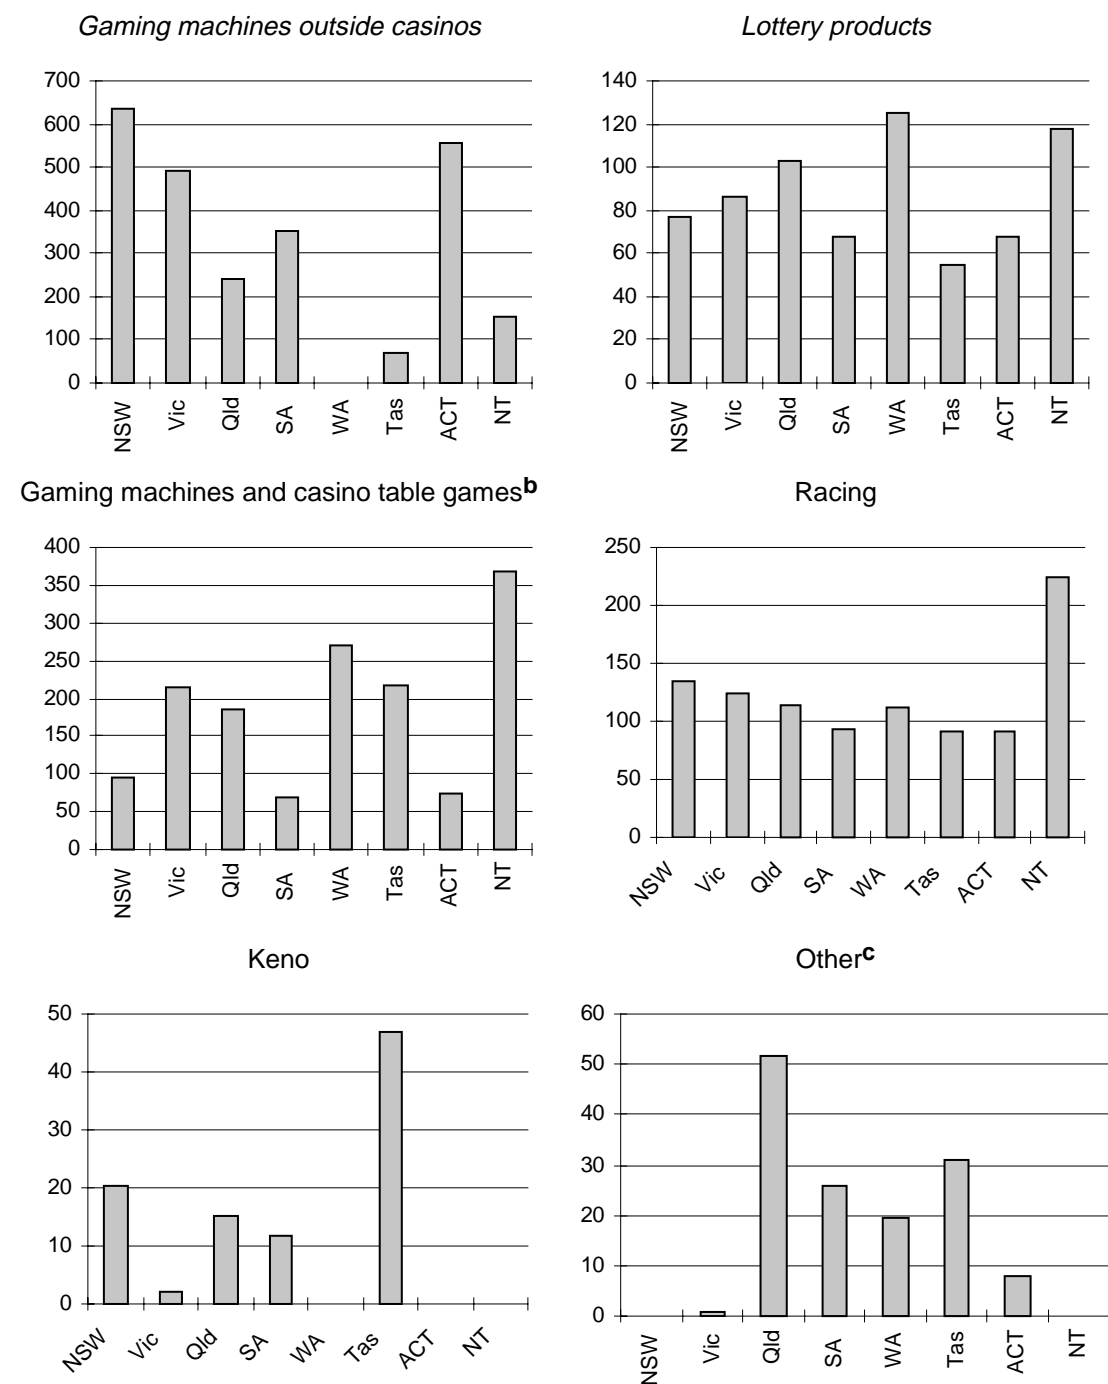 Gaming machines outside casinos
700
600
500
400
300
200
100
0
NSW
Vic
Qld
SA
WA
Tas
ACT
NT
Lottery products
140
120
100
80
60
40
20
0
NSW
Vic
Qld
SA
WA
Tas
ACT
NT
Gaming machines and casino table gamesb
400
350
300
250
200
150
100
50
0
NSW
Vic
Qld
SA
WA
Tas
ACT
NT
Racing
250
200
150
100
50
0
NSW
Vic
Qld
SA
WA
Tas
ACT
NT
Keno
50
40
30
20
10
0
NSW
Vic
Qld
SA
WA
Tas
ACT
NT
Otherc
60
50
40
30
20
10
0
NSW
Vic
Qld
SA
WA
Tas
ACT
NT